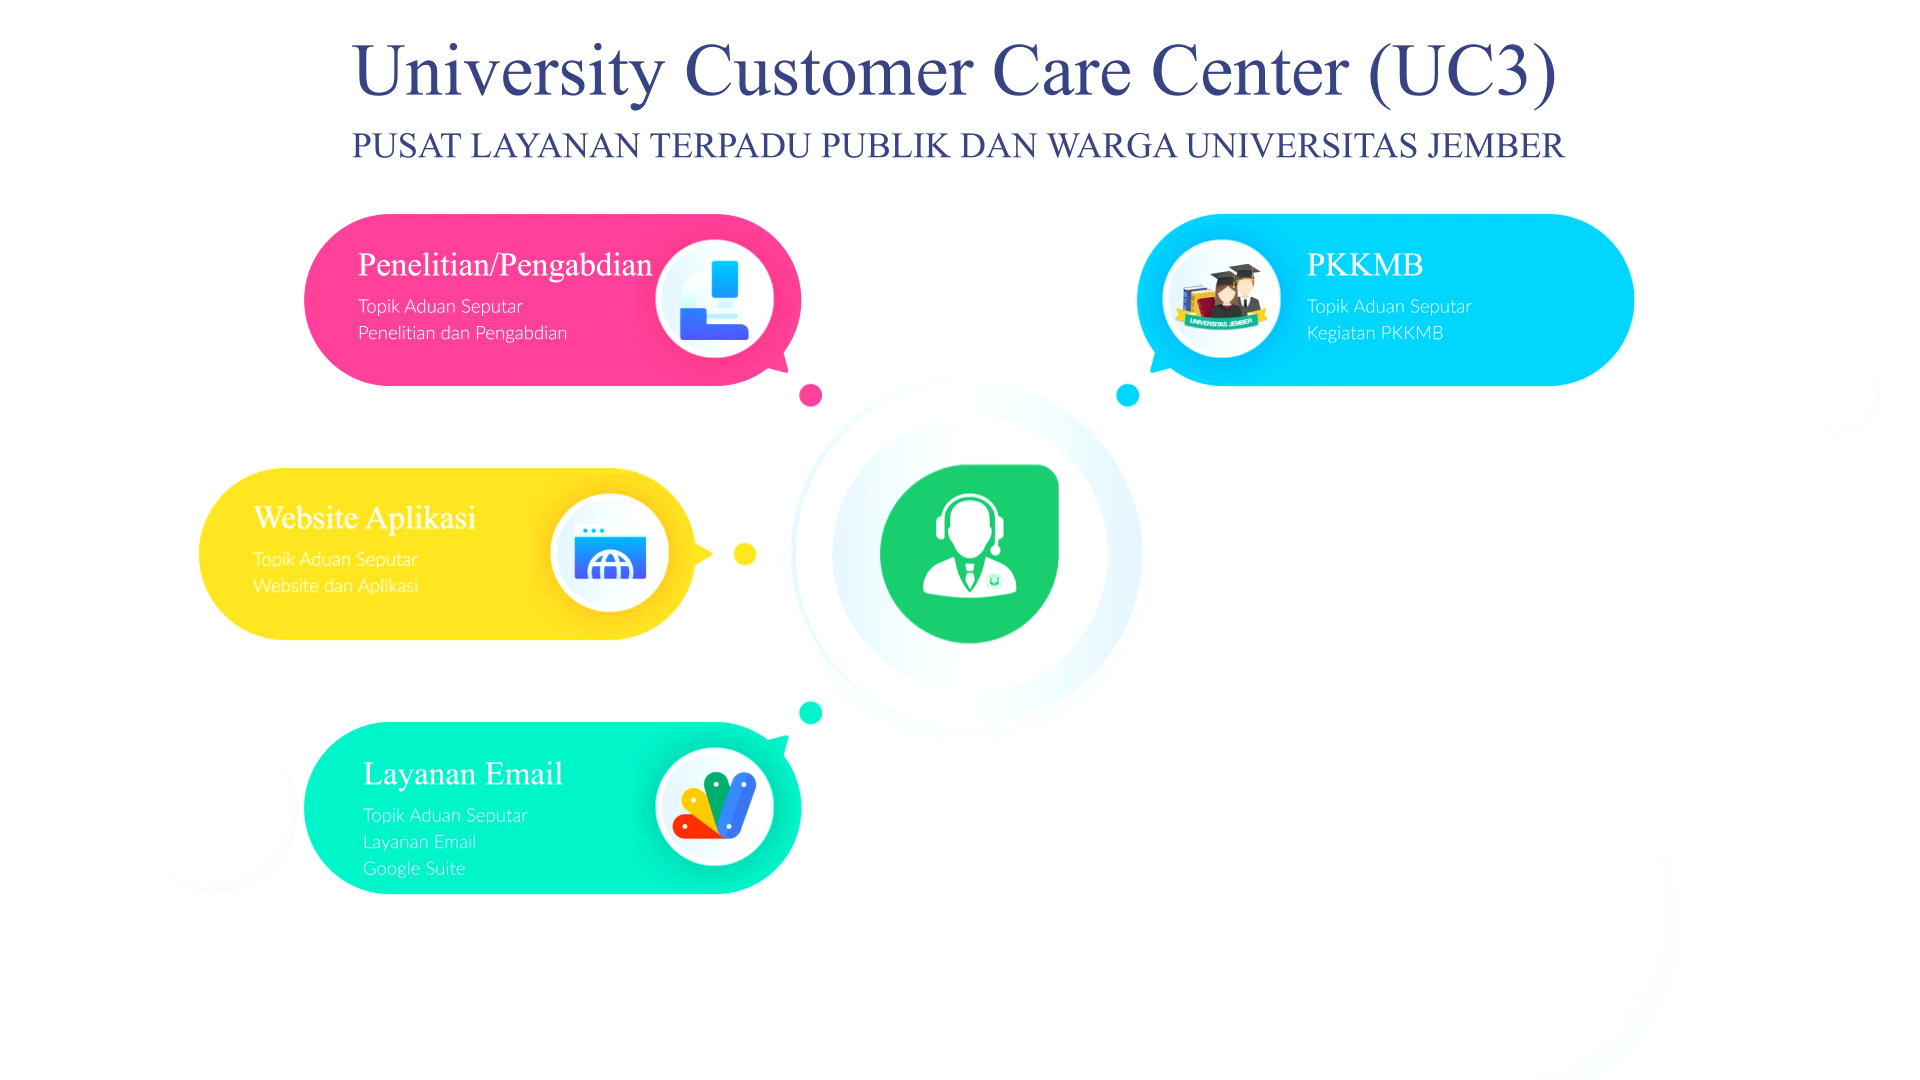 University Customer Care Center (UC3)
PUSAT LAYANAN TERPADU PUBLIK DAN WARGA UNIVERSITAS JEMBER
Penelitian/Pengabdian
Topik Aduan Seputar
Penelitian dan Pengabdian
PKKMB
Topik Aduan Seputar
Kegiatan PKKMB
UNIVERSITAS JEMBER
Website Aplikasi
Topik Aduan Seputar
Website dan Aplikasi
Layanan Email
Topik Aduan Seputar
Layanan Email
Google Suite